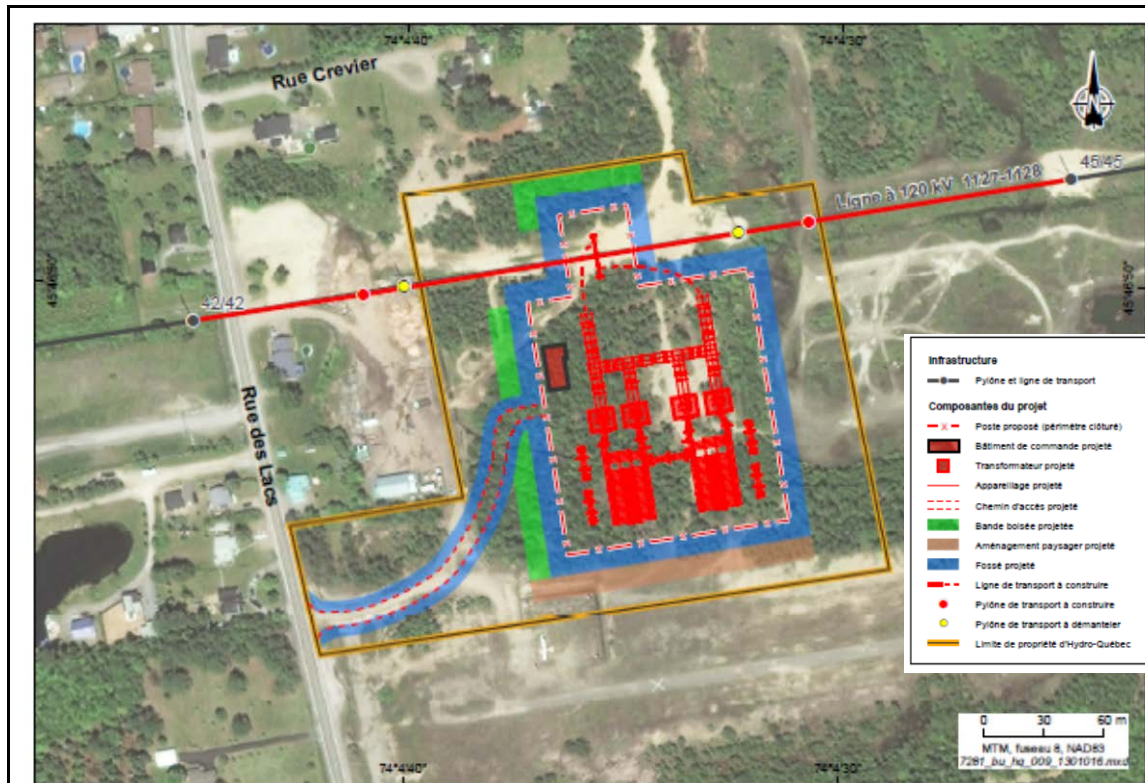 74°4'40"
74°4'30"
Rue Crevier
45/45
Ligne à 120 kV 1127-1128
45°46'50"
45°46'50"
42/42
Rue des Lacs
Infrastructure
Pylône et ligne de transport
Composantes du projet
Poste proposé (périmètre clôturé)
Bâtiment de commande projeté
Transformateur projeté
Appareillage projeté
Chemin d'accès projeté
Bande boisée projetée
Aménagement paysager projeté
Fossé projeté
Ligne de transport à construire
Pylône de transport à construire
Pylône de transport à démanteler
Limite de propriété d'Hydro-Québec
0 30 60 m
MTM, fuseau 8, NAD83
7281_bu_hq_009_1301016.mxd
74°4'40"
74°4'30"